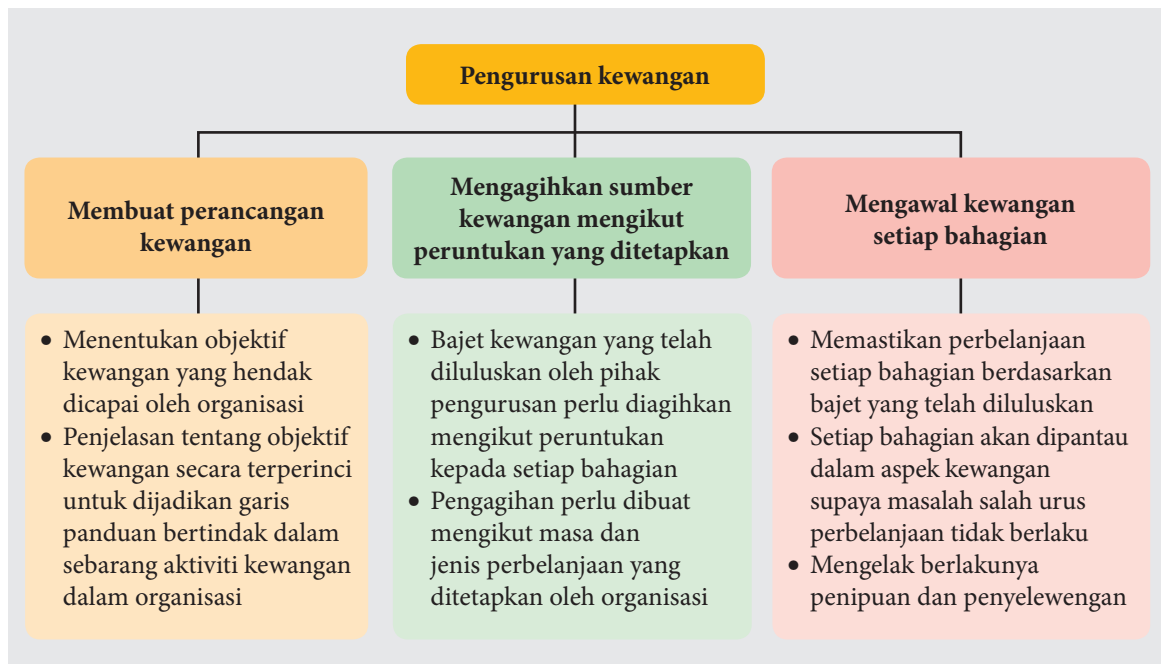 Pengurusan kewangan
Membuat perancangan
kewangan
Mengagihkan sumber
kewangan mengikut
peruntukan yang ditetapkan
Mengawal kewangan
setiap bahagian
• Menentukan objektif
kewangan yang hendak
dicapai oleh organisasi
• Penjelasan tentang objektif
kewangan secara terperinci
untuk dijadikan garis
panduan bertindak dalam
sebarang aktiviti kewangan
dalam organisasi
• Bajet kewangan yang telah
diluluskan oleh pihak
pengurusan perlu diagihkan
mengikut peruntukan
kepada setiap bahagian
• Pengagihan perlu dibuat
mengikut masa dan
jenis perbelanjaan yang
ditetapkan oleh organisasi
• Memastikan perbelanjaan
setiap bahagian berdasarkan
bajet yang telah diluluskan
• Setiap bahagian akan dipantau
dalam aspek kewangan
supaya masalah salah urus
perbelanjaan tidak berlaku
• Mengelak berlakunya
penipuan dan penyelewengan